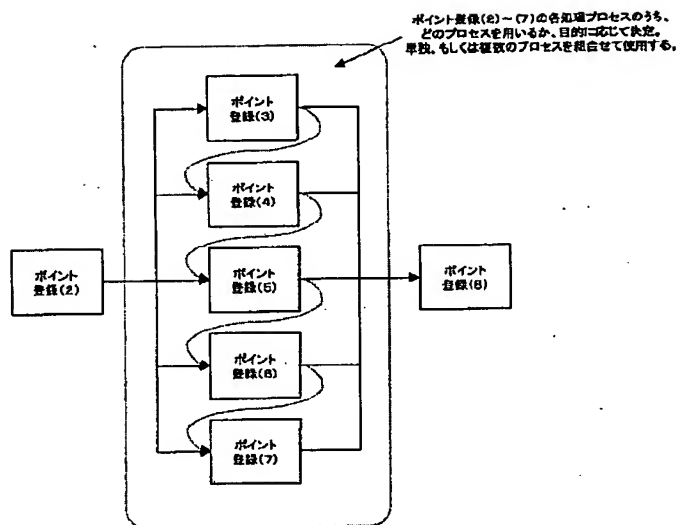 ポイント登録(2)～(7)の各処理プロセスのうち、
どのプロセスを用いるか、目的に応じて決定。
単独、もしくは複数のプロセスを組合せて使用する。
ポイント
登録(3)
ポイント
登録(4)
ポイント
登録(2)
ポイント
登録(5)
ポイント
登録(8)
ポイント
登録(6)
ポイント
登録(7)